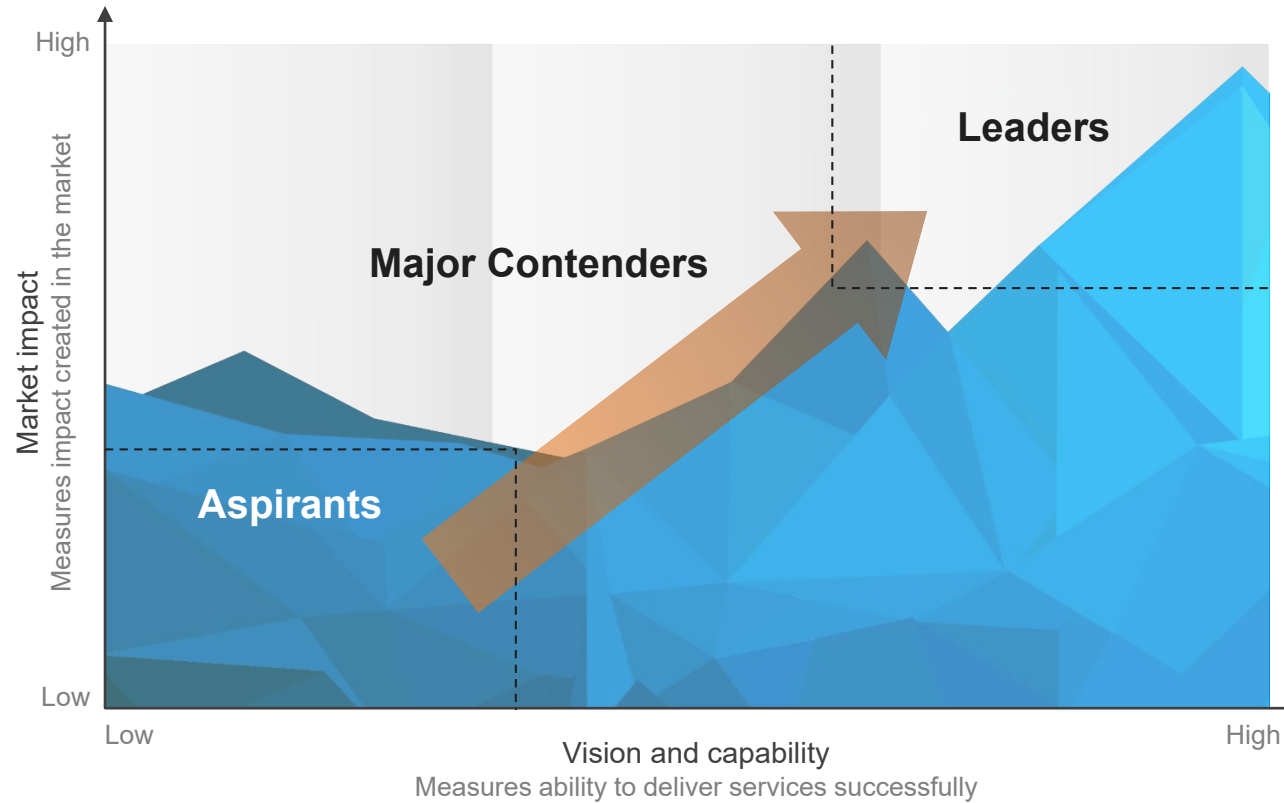 High
Leaders
Major Contenders
Market impact
Measures impact created in the market
Aspirants
Low
Low
High
Vision and capability
Measures ability to deliver services successfully